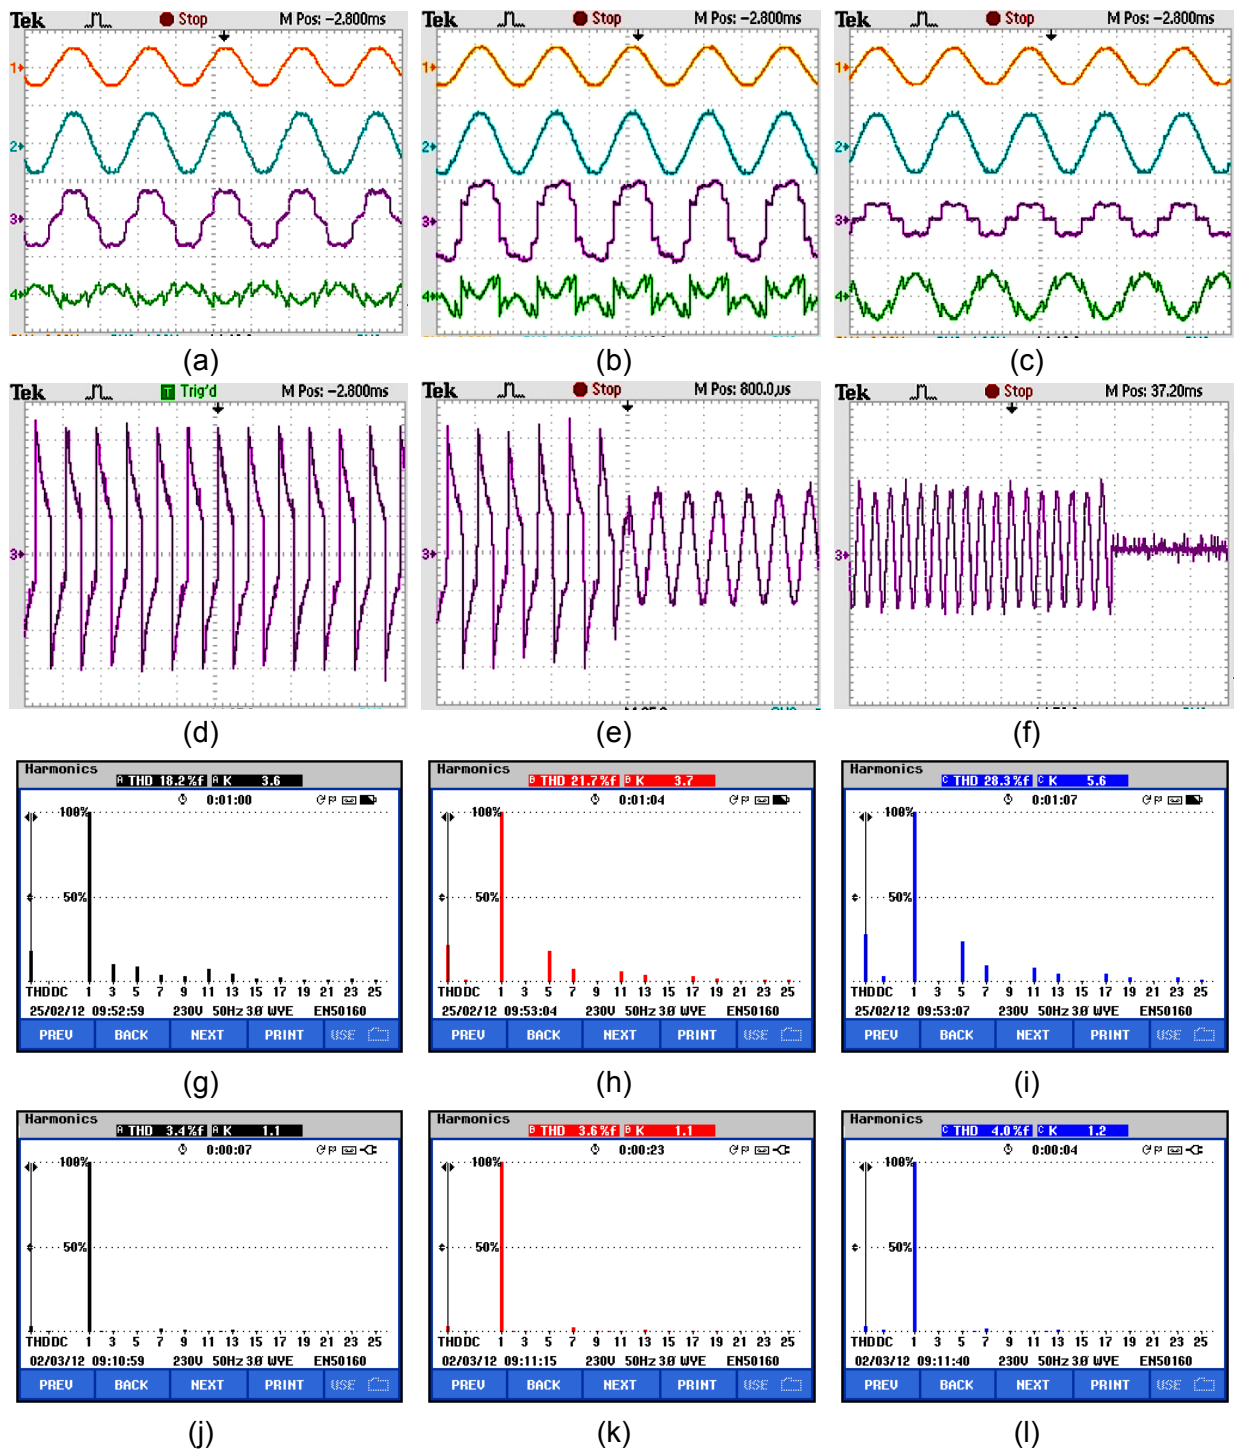 Tek Stop M Pos: -2.800ms
Tek Stop M Pos: -2.800ms
Tek Stop M Pos: -2.800ms
1
2
3
4
1
2
3
4
1
2
3
4
(a)
(b)
(c)
Tek T Trig'd M Pos: -2.800ms
Tek Stop M Pos: 800.0µs
Tek Stop M Pos: 37.20ms
3
3
3
(d)
(e)
(f)
Harmonics
A THD 18.2%f A K 3.6
0:01:00
100%
50%
THDDC 1 3 5 7 9 11 13 15 17 19 21 23 25
25/02/12 09:52:59 230V 50Hz 3Ø WYE EN50160
PREV BACK NEXT PRINT USE
Harmonics
B THD 21.7%f B K 3.7
0:01:04
100%
50%
THDDC 1 3 5 7 9 11 13 15 17 19 21 23 25
25/02/12 09:53:04 230V 50Hz 3Ø WYE EN50160
PREV BACK NEXT PRINT USE
Harmonics
C THD 28.3%f C K 5.6
0:01:07
100%
50%
THDDC 1 3 5 7 9 11 13 15 17 19 21 23 25
25/02/12 09:53:07 230V 50Hz 3Ø WYE EN50160
PREV BACK NEXT PRINT USE
(g)
(h)
(i)
Harmonics
A THD 3.4%f A K 1.1
0:00:07
100%
50%
THDDC 1 3 5 7 9 11 13 15 17 19 21 23 25
02/03/12 09:10:59 230V 50Hz 3Ø WYE EN50160
PREV BACK NEXT PRINT USE
Harmonics
B THD 3.6%f B K 1.1
0:00:23
100%
50%
THDDC 1 3 5 7 9 11 13 15 17 19 21 23 25
02/03/12 09:11:15 230V 50Hz 3Ø WYE EN50160
PREV BACK NEXT PRINT USE
Harmonics
C THD 4.0%f C K 1.2
0:00:04
100%
50%
THDDC 1 3 5 7 9 11 13 15 17 19 21 23 25
02/03/12 09:11:40 230V 50Hz 3Ø WYE EN50160
PREV BACK NEXT PRINT USE
(j)
(k)
(l)